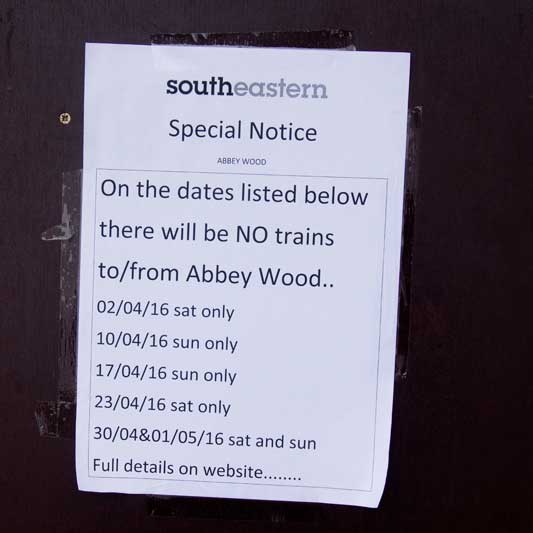 southeastern
Special Notice
ABBEY WOOD
On the dates listed below
there will be NO trains
to/from Abbey Wood..
02/04/16 sat only
10/04/16 sun only
17/04/16 sun only
23/04/16 sat only
30/04&01/05/16 sat and sun
Full details on website........